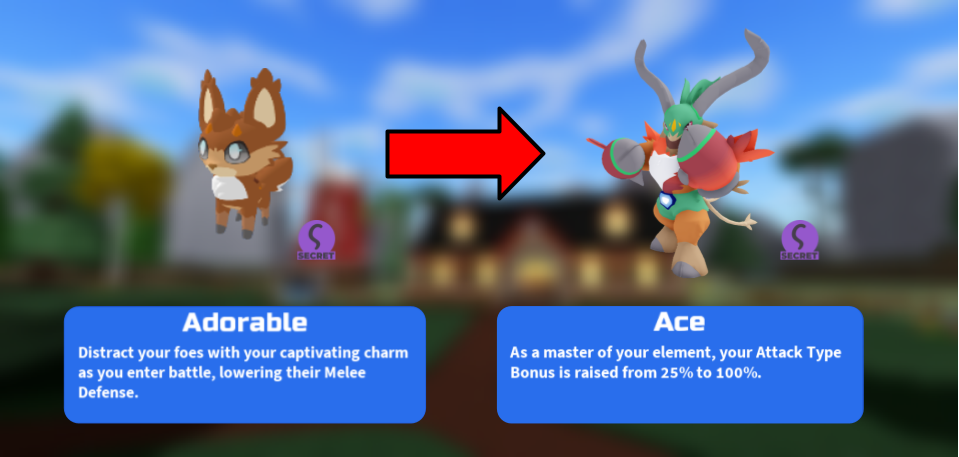 SECRET
SECRET
Adorable
Distract your foes with your captivating charm
as you enter battle, lowering their Melee
Defense.
Ace
As a master of your element, your Attack Type
Bonus is raised from 25% to 100%.